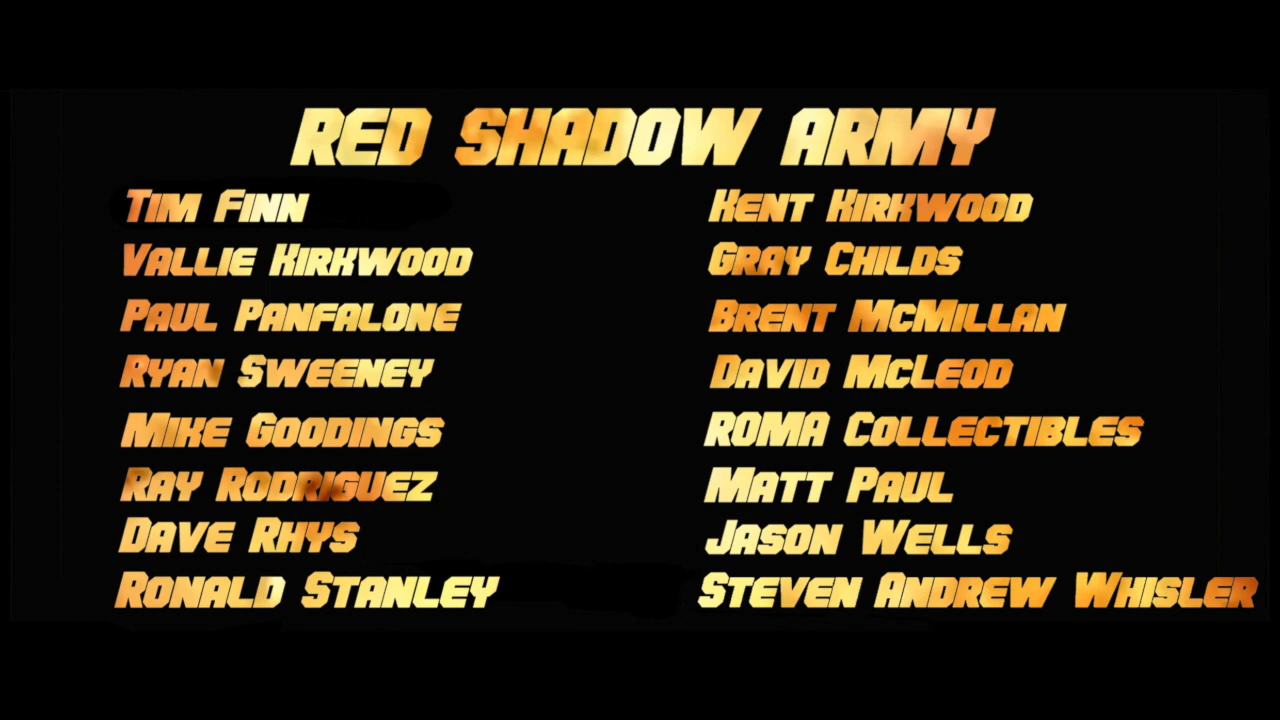 RED SHADOW ARMY
Tim Finn
Vallie Kirkwood
Paul Panfalone
Ryan Sweeney
Mike Goodings
Ray Rodriguez
Dave Rhys
Ronald Stanley
Kent Kirkwood
Gray Childs
Brent McMillan
David McLeod
ROMA Collectibles
Matt Paul
Jason Wells
Steven Andrew Whisler